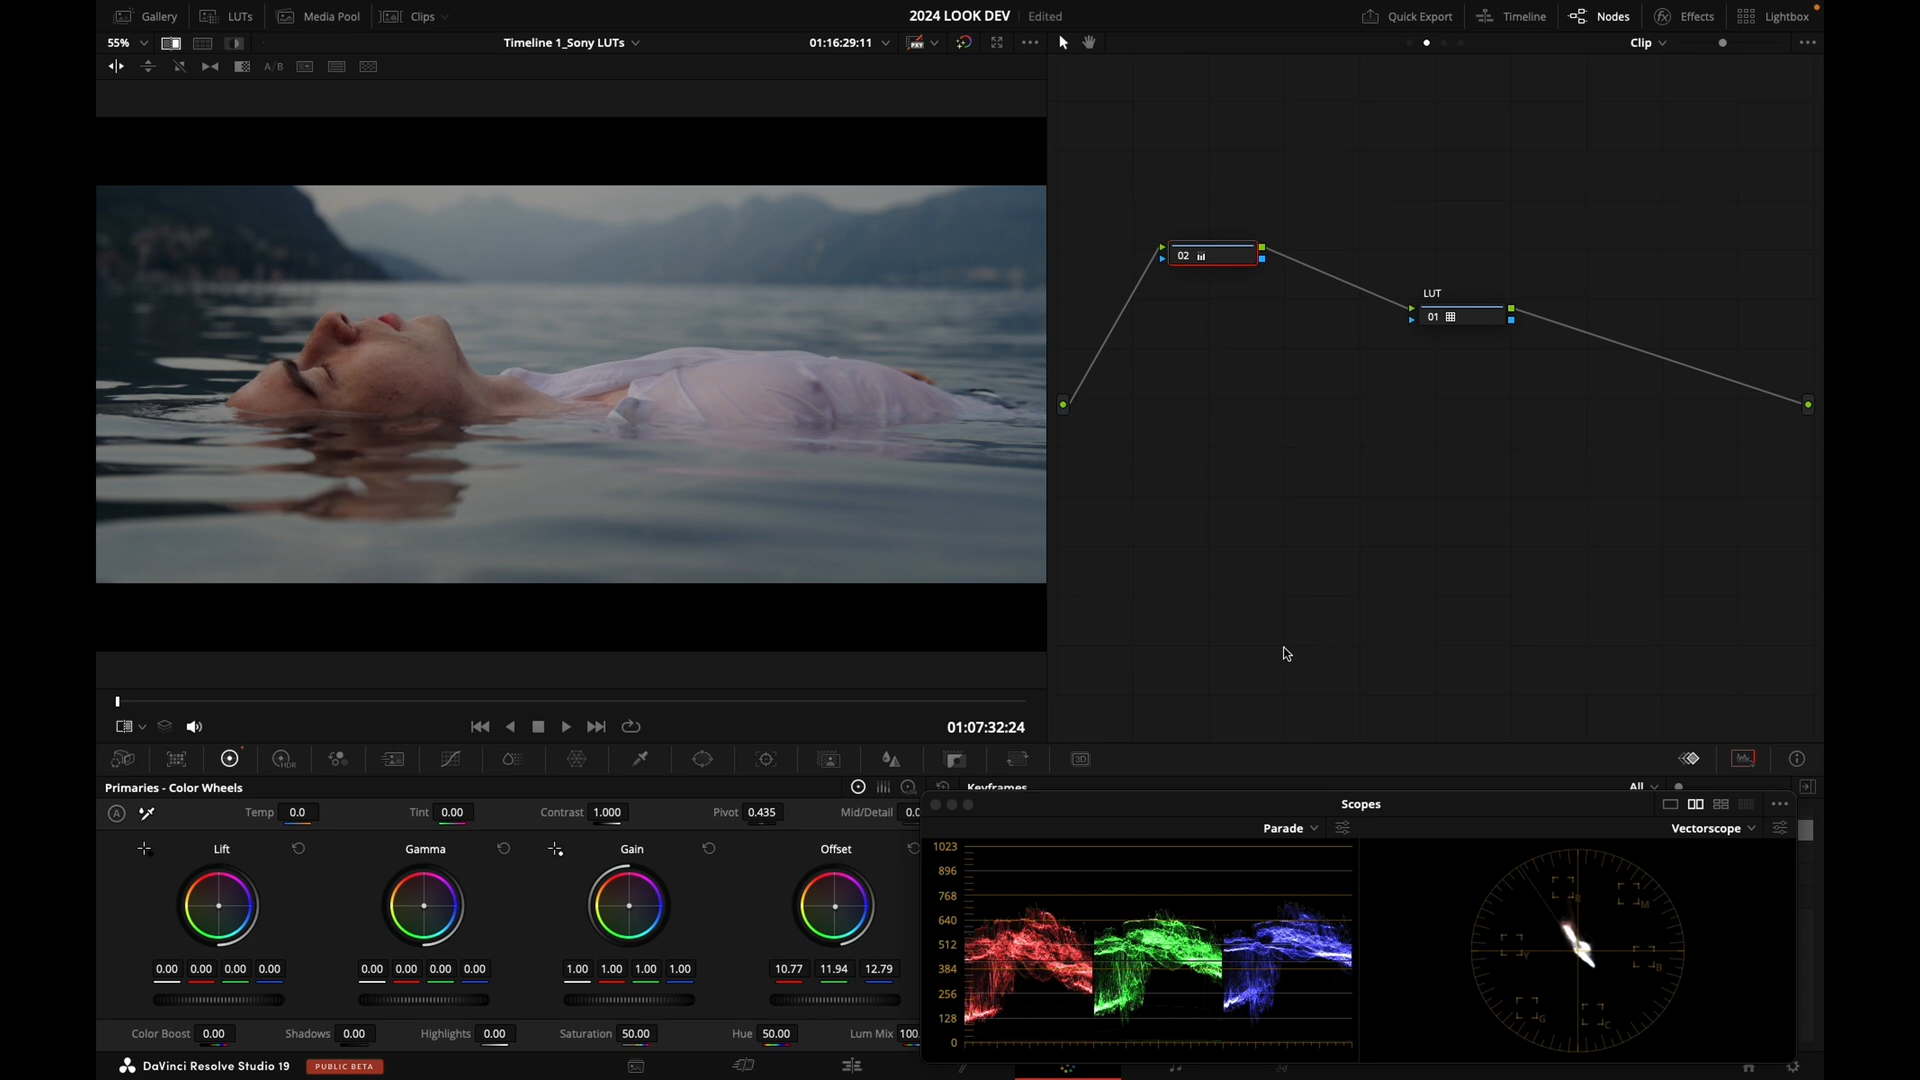 Gallery LUTs Media Pool Clips 2024 LOOK DEV Edited Quick Export Timeline Nodes fx Effects Lightbox
55% Timeline 1_Sony LUTs 01:16:29:11 Clip
A/B
02
LUT
01
01:07:32:24
HDR 3D
Primaries - Color Wheels Keyframes All
A Temp 0.0 Tint 0.00 Contrast 1.000 Pivot 0.435 Mid/Detail 0.0
Scopes
Parade Vectorscope
Lift Gamma Gain Offset
0.00 0.00 0.00 0.00 0.00 0.00 0.00 0.00 1.00 1.00 1.00 1.00 10.77 11.94 12.79
1023
896
768
640
512
384
256
128
0
R M
Y B
G C
Color Boost 0.00 Shadows 0.00 Highlights 0.00 Saturation 50.00 Hue 50.00 Lum Mix 100.
DaVinci Resolve Studio 19 PUBLIC BETA